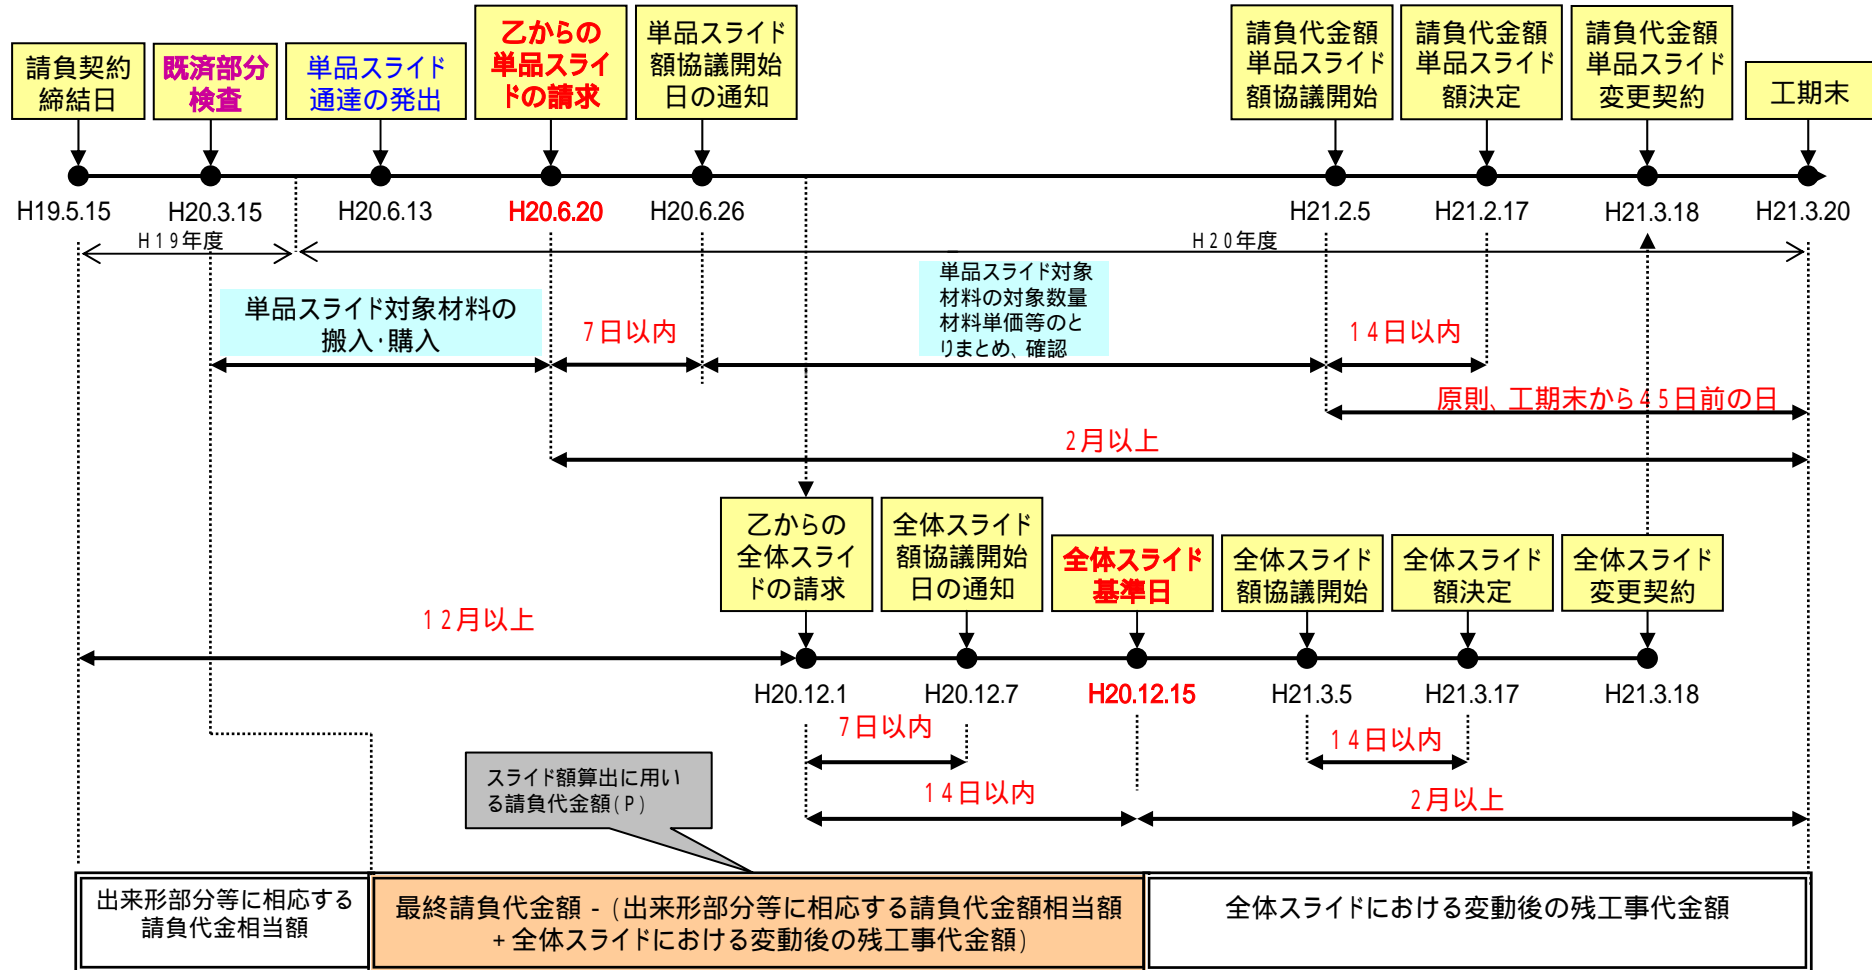 請負契約
締結日
既済部分
検査
単品スライド
通達の発出
乙からの
単品スライ
ドの請求
単品スライド
額協議開始
日の通知
請負代金額
単品スライド
額協議開始
請負代金額
単品スライド
額決定
請負代金額
単品スライド
変更契約
工期末
H19.5.15
H20.3.15
H20.6.13
H20.6.20
H20.6.26
H21.2.5
H21.2.17
H21.3.18
H21.3.20
H19年度
H20年度
単品スライド対象材料の
搬入・購入
7日以内
単品スライド対象
材料の対象数量
材料単価等のと
りまとめ、確認
14日以内
原則、工期末から45日前の日
2月以上
乙からの
全体スライ
ドの請求
全体スライド
額協議開始
日の通知
全体スライド
基準日
全体スライド
額協議開始
全体スライド
額決定
全体スライド
変更契約
12月以上
H20.12.1
H20.12.7
H20.12.15
H21.3.5
H21.3.17
H21.3.18
7日以内
14日以内
14日以内
2月以上
スライド額算出に用い
る請負代金額(P)
出来形部分等に相応する
請負代金相当額
最終請負代金額 - (出来形部分等に相応する請負代金額相当額
+全体スライドにおける変動後の残工事代金額)
全体スライドにおける変動後の残工事代金額